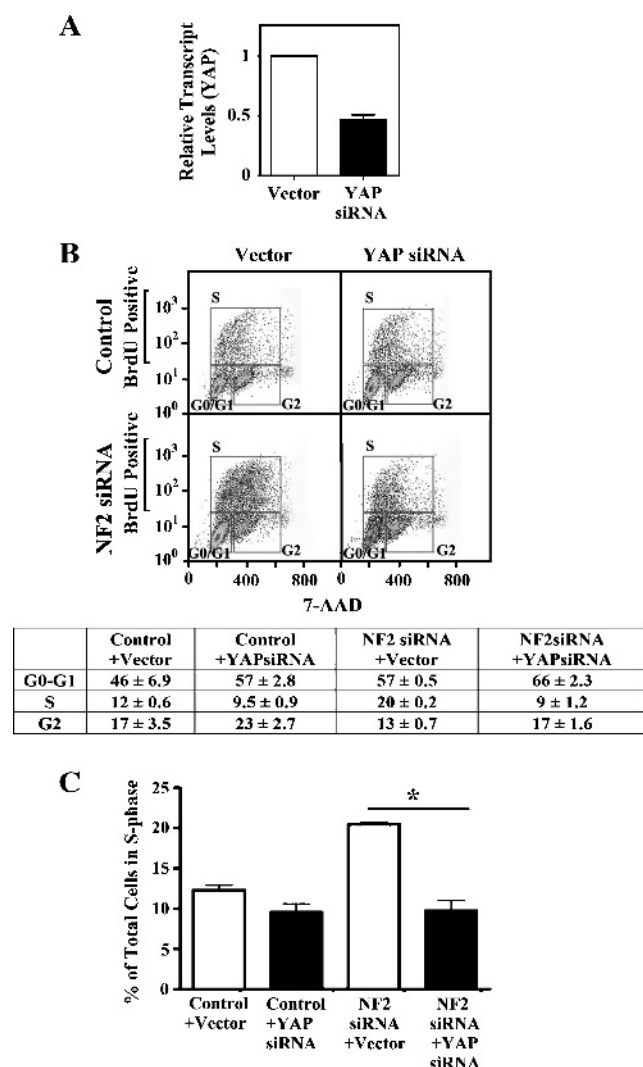 A
Relative Transcript
Levels (YAP)
1
0.5
0
Vector
YAP
siRNA
B
Vector
YAP siRNA
Control
BrdU Positive
10³
10²
10¹
10⁰
S
G0/G1
G2
S
G0/G1
G2
NF2 siRNA
BrdU Positive
10³
10²
10¹
10⁰
S
G0/G1
G2
S
G0/G1
G2
0 400 800
0 400 800
7-AAD
Control +Vector Control +YAPsiRNA NF2 siRNA +Vector NF2siRNA +YAPsiRNA
G0-G1 46 ± 6.9 57 ± 2.8 57 ± 0.5 66 ± 2.3
S 12 ± 0.6 9.5 ± 0.9 20 ± 0.2 9 ± 1.2
G2 17 ± 3.5 23 ± 2.7 13 ± 0.7 17 ± 1.6
C
% of Total Cells in S-phase
25
20
15
10
5
0
*
Control
+Vector
Control
+YAP
siRNA
NF2
siRNA
+Vector
NF2
siRNA
+YAP
siRNA